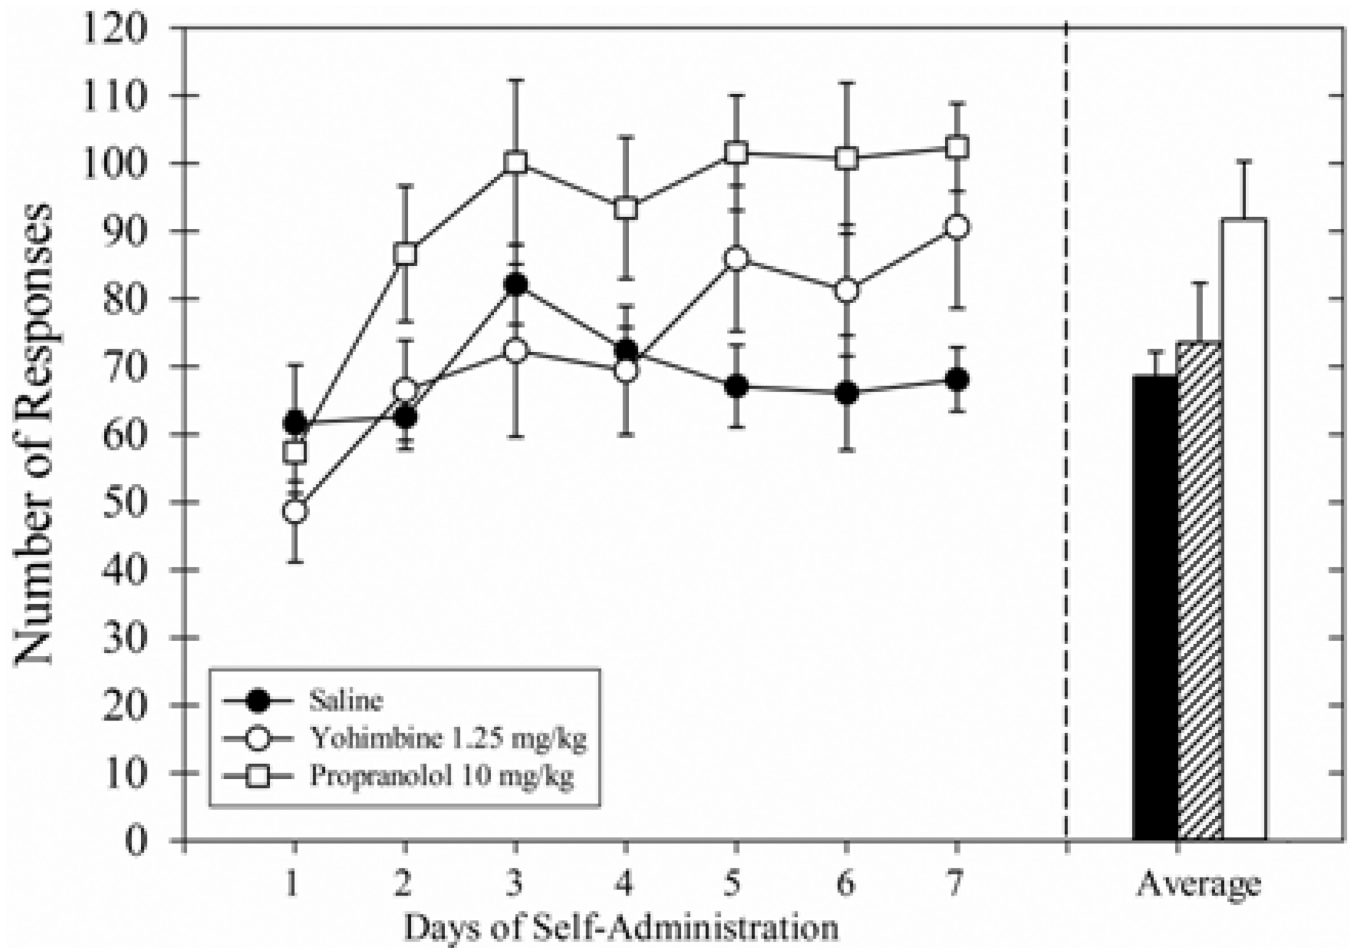 120
110
100
90
80
70
60
50
40
30
20
10
0
Number of Responses
Saline
Yohimbine 1.25 mg/kg
Propranolol 10 mg/kg
1 2 3 4 5 6 7 Average
Days of Self-Administration